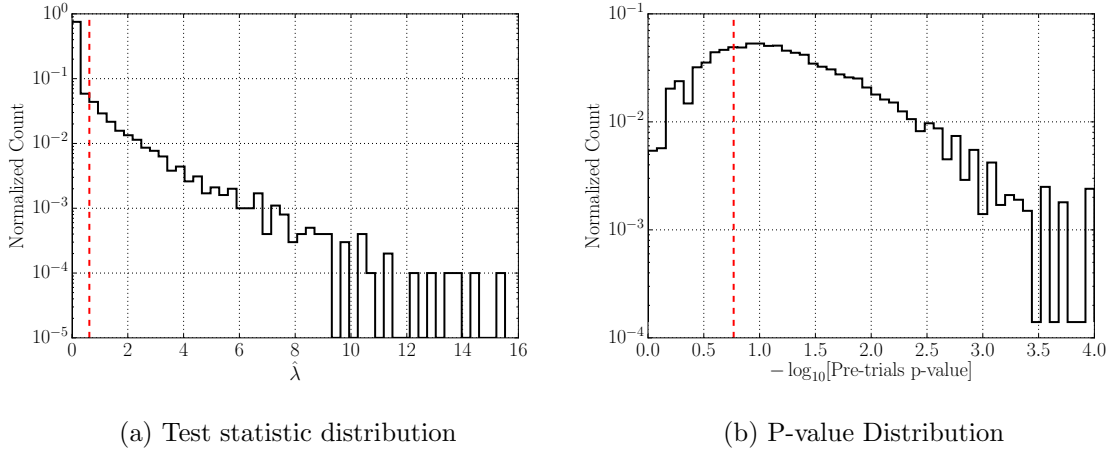 10^0
10^-1
10^-2
10^-3
10^-4
10^-5
Normalized Count
0 2 4 6 8 10 12 14 16
λ̂
(a) Test statistic distribution
10^-1
10^-2
10^-3
10^-4
Normalized Count
0.0 0.5 1.0 1.5 2.0 2.5 3.0 3.5 4.0
− log10[Pre-trials p-value]
(b) P-value Distribution